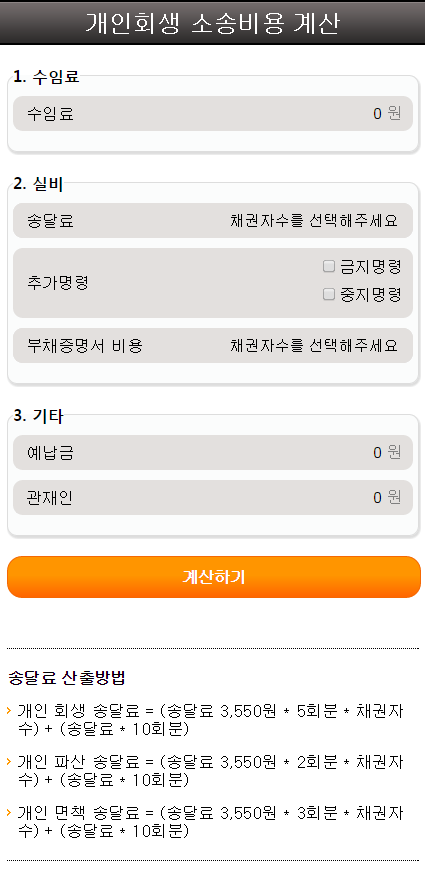 개인회생 소송비용 계산
1. 수임료
수임료 0 원
2. 실비
송달료 채권자수를 선택해주세요
추가명령 금지명령
중지명령
부채증명서 비용 채권자수를 선택해주세요
3. 기타
예납금 0 원
관재인 0 원
계산하기
송달료 산출방법
개인 회생 송달료 = (송달료 3,550원 * 5회분 * 채권자
수) + (송달료 * 10회분)
개인 파산 송달료 = (송달료 3,550원 * 2회분 * 채권자
수) + (송달료 * 10회분)
개인 면책 송달료 = (송달료 3,550원 * 3회분 * 채권자
수) + (송달료 * 10회분)